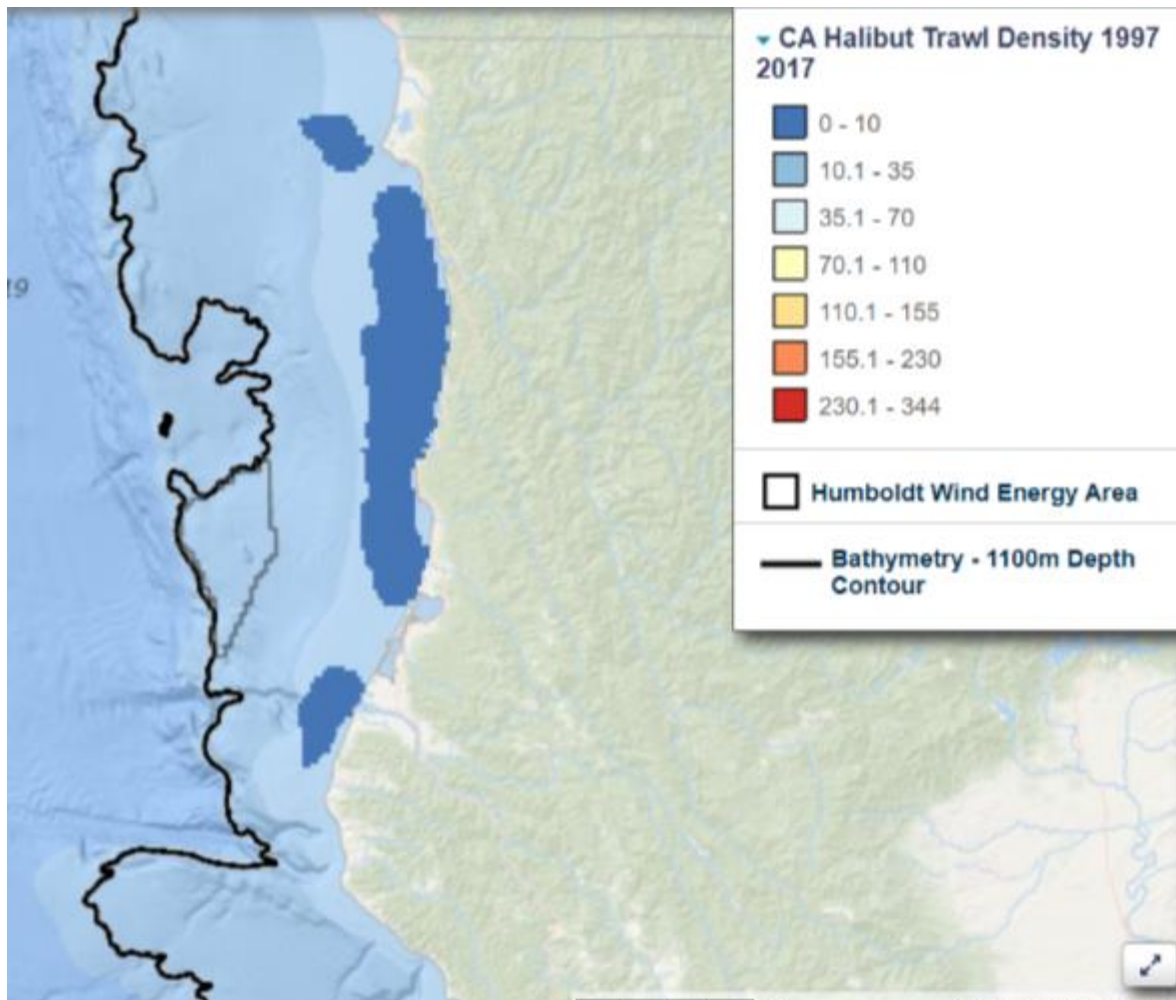 CA Halibut Trawl Density 1997
2017
0 - 10
10.1 - 35
35.1 - 70
70.1 - 110
110.1 - 155
155.1 - 230
230.1 - 344
Humboldt Wind Energy Area
Bathymetry - 1100m Depth
Contour